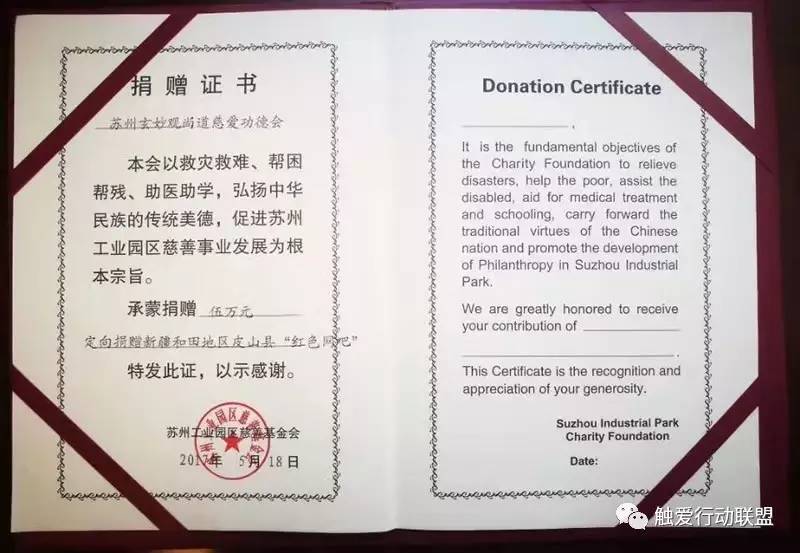 捐赠证书
苏州玄妙观尚道慈爱功德会
本会以救灾救难、帮困
帮残、助医助学，弘扬中华
民族的传统美德，促进苏州
工业园区慈善事业发展为根
本宗旨。
承蒙捐赠 伍万元
定向捐赠新疆和田地区皮山县“红色网吧”
特发此证，以示感谢。
苏州工业园区慈善基金会
2017年 5月 18日
Donation Certificate
It is the fundamental objectives of
the Charity Foundation to relieve
disasters, help the poor, assist the
disabled, aid for medical treatment
and schooling, carry forward the
traditional virtues of the Chinese
nation and promote the development
of Philanthropy in Suzhou Industrial
Park.
We are greatly honored to receive
your contribution of
This Certificate is the recognition and
appreciation of your generosity.
Suzhou Industrial Park
Charity Foundation
Date:
触爱行动联盟